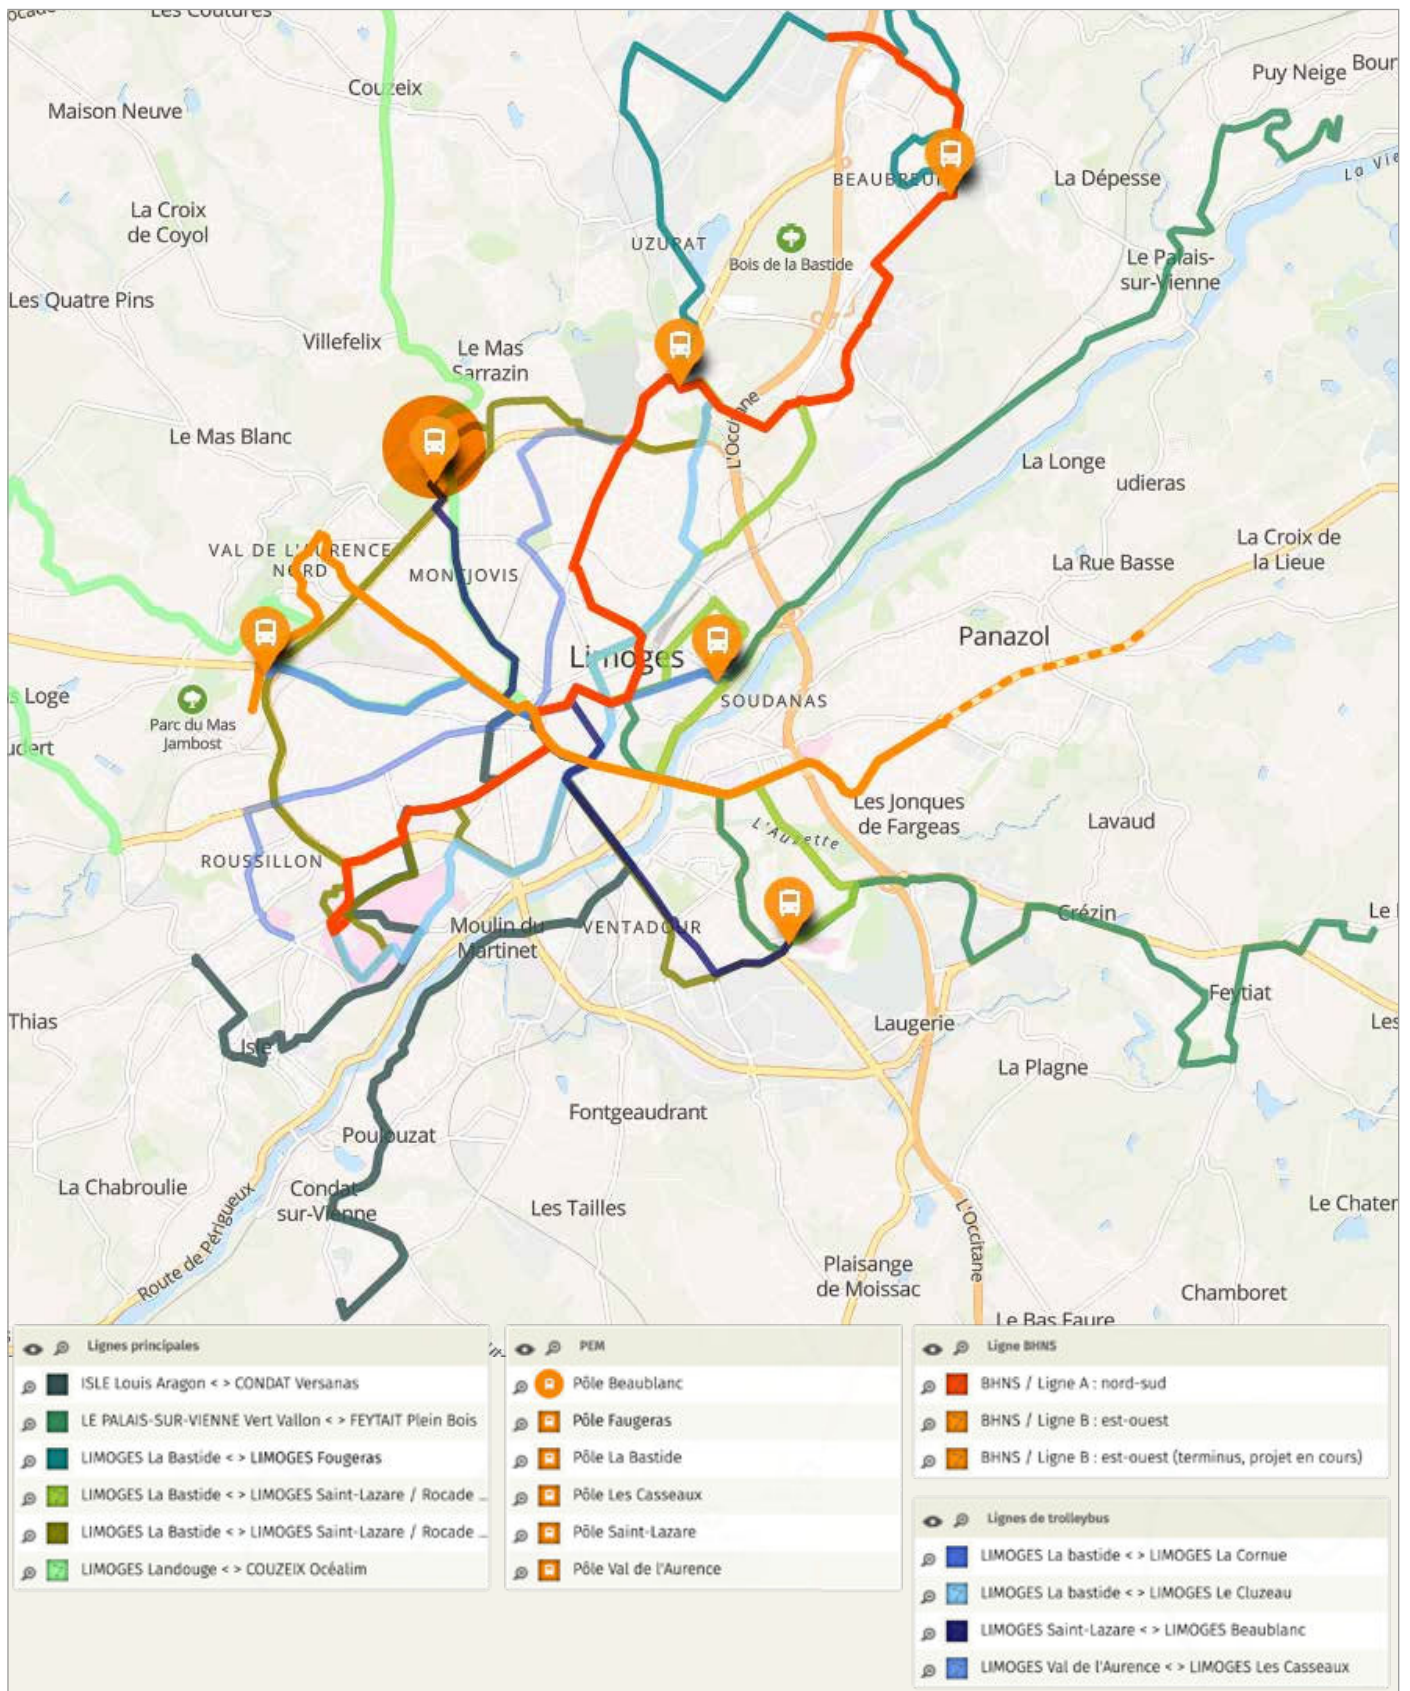 Les Coutures
Couzeix
Maison Neuve
Puy Neige
Bour
BEAUBREUIL
La Dépesse
La Vie
La Croix
de Coyol
UZURAT
Bois de la Bastide
Le Palais-
sur-Vienne
Les Quatre Pins
Villefelix
Le Mas
Sarrazin
L'Occitane
Le Mas Blanc
La Longe
udieras
VAL DE L'AURENCE
NORD
MONTJOVIS
La Croix de
la Lieue
La Rue Basse
Limoges
Panazol
s Loge
SOUDANAS
Parc du Mas
Jambost
udert
Les Jonques
de Fargeas
Lavaud
L'Auzette
ROUSSILLON
Moulin du
Martinet
VENTADOUR
Crézin
Le
Feytiat
Thias
Isle
Laugerie
Les
La Plagne
Fontgeaudrant
Poulouzat
La Chabroulie
Condat-
sur-Vienne
Les Tailles
Le Chater
Route de Périgueux
L'Occitane
Plaisange
de Moissac
Chamboret
Le Bas Faure
Lignes principales
ISLE Louis Aragon < > CONDAT Versanas
LE PALAIS-SUR-VIENNE Vert Vallon < > FEYTAIT Plein Bois
LIMOGES La Bastide < > LIMOGES Fougeras
LIMOGES La Bastide < > LIMOGES Saint-Lazare / Rocade ...
LIMOGES La Bastide < > LIMOGES Saint-Lazare / Rocade ...
LIMOGES Landouge < > COUZEIX Océalim
PEM
Pôle Beaublanc
Pôle Faugeras
Pôle La Bastide
Pôle Les Casseaux
Pôle Saint-Lazare
Pôle Val de l'Aurence
Ligne BHNS
BHNS / Ligne A : nord-sud
BHNS / Ligne B : est-ouest
BHNS / Ligne B : est-ouest (terminus, projet en cours)
Lignes de trolleybus
LIMOGES La bastide < > LIMOGES La Cornue
LIMOGES La bastide < > LIMOGES Le Cluzeau
LIMOGES Saint-Lazare < > LIMOGES Beaublanc
LIMOGES Val de l'Aurence < > LIMOGES Les Casseaux